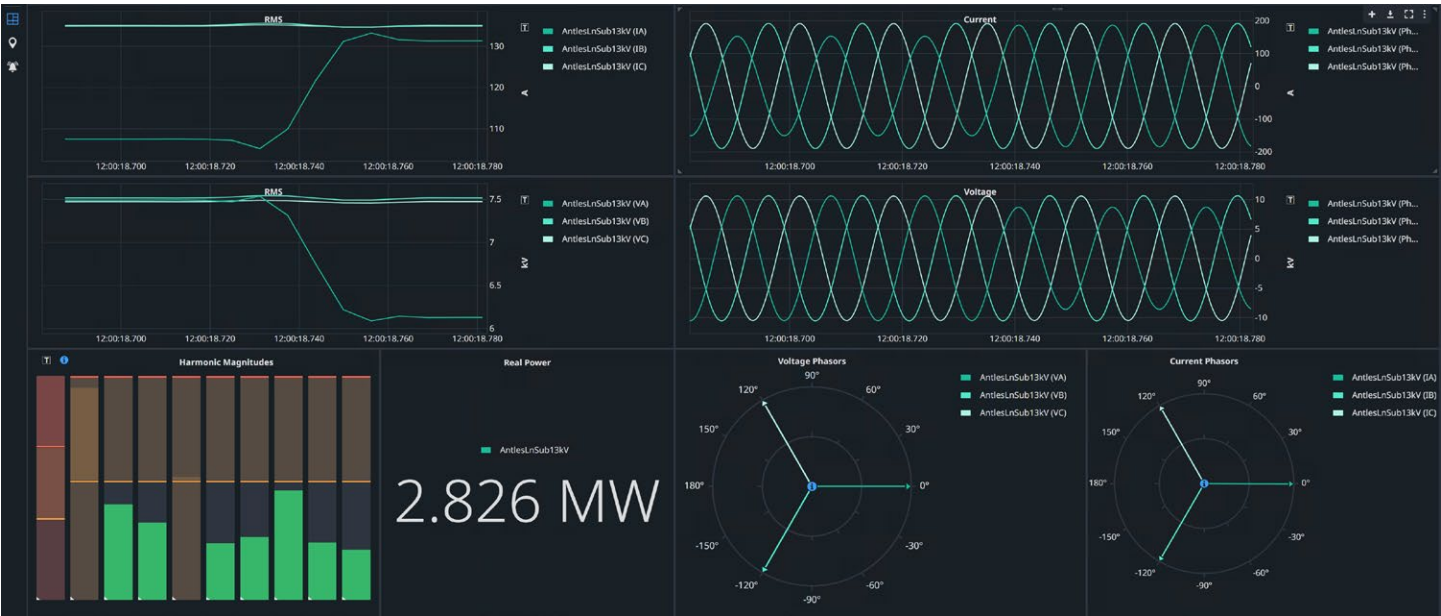 RMS
T
AntlesLnSub13kV (IA)
AntlesLnSub13kV (IB)
AntlesLnSub13kV (IC)
130
120
110
A
12:00:18.700
12:00:18.720
12:00:18.740
12:00:18.760
12:00:18.780
Current
T
AntlesLnSub13kV (Ph...
AntlesLnSub13kV (Ph...
AntlesLnSub13kV (Ph...
200
100
0
-100
-200
A
12:00:18.700
12:00:18.720
12:00:18.740
12:00:18.760
12:00:18.780
RMS
T
AntlesLnSub13kV (VA)
AntlesLnSub13kV (VB)
AntlesLnSub13kV (VC)
7.5
7
6.5
6
kV
12:00:18.700
12:00:18.720
12:00:18.740
12:00:18.760
12:00:18.780
Voltage
T
AntlesLnSub13kV (Ph...
AntlesLnSub13kV (Ph...
AntlesLnSub13kV (Ph...
10
5
0
-5
-10
kV
12:00:18.700
12:00:18.720
12:00:18.740
12:00:18.760
12:00:18.780
T
Harmonic Magnitudes
Real Power
AntlesLnSub13kV
2.826 MW
Voltage Phasors
AntlesLnSub13kV (VA)
AntlesLnSub13kV (VB)
AntlesLnSub13kV (VC)
90°
120°
60°
150°
30°
180°
0°
-150°
-30°
-120°
-60°
-90°
Current Phasors
AntlesLnSub13kV (IA)
AntlesLnSub13kV (IB)
AntlesLnSub13kV (IC)
90°
120°
60°
150°
30°
180°
0°
-150°
-30°
-120°
-60°
-90°